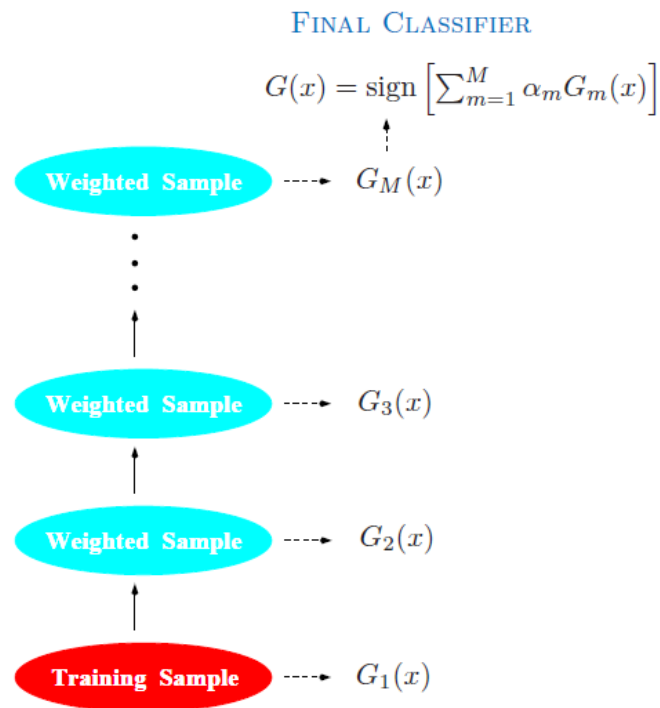 FINAL CLASSIFIER
G(x) = sign [∑_{m=1}^{M} α_m G_m(x)]
Weighted Sample
G_M(x)
Weighted Sample
G_3(x)
Weighted Sample
G_2(x)
Training Sample
G_1(x)